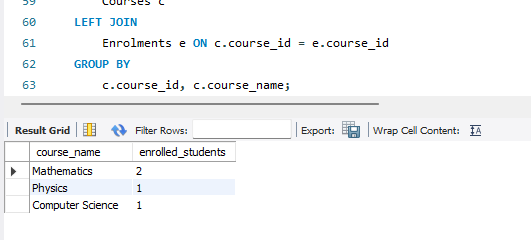 59 Courses c
60 LEFT JOIN
61 Enrolments e ON c.course_id = e.course_id
62 GROUP BY
63 c.course_id, c.course_name;
Result Grid Filter Rows: Export: Wrap Cell Content: IA
course_name enrolled_students
Mathematics 2
Physics 1
Computer Science 1